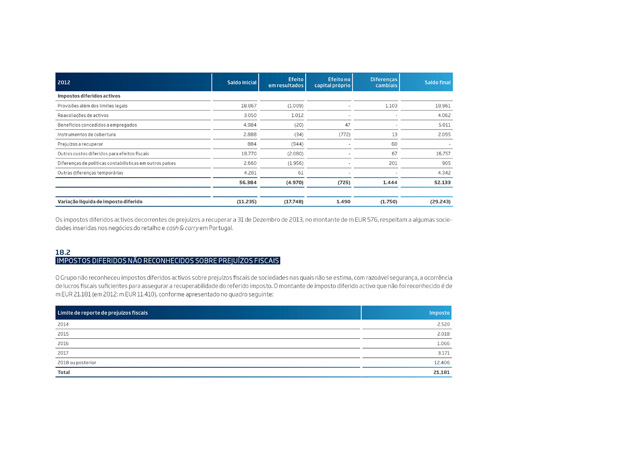 2012 Saldo inicial Efeito em resultados Efeito no capital próprio Diferenças cambiais Saldo final
Impostos diferidos activos
Provisões além dos limites legais 18.867 (1.009) - 1.103 18.961
Reavaliações de activos 3.050 1.012 - - 4.062
Benefícios concedidos a empregados 4.984 (20) 47 - 5.011
Instrumentos de cobertura 2.888 (34) (772) 13 2.095
Prejuízos a recuperar 884 (944) - 60 -
Outros custos diferidos para efeitos fiscais 18.770 (2.080) - 67 16.757
Diferenças de políticas contabilísticas em outros países 2.660 (1.956) - 201 905
Outras diferenças temporárias 4.281 61 - - 4.342
56.384 (4.970) (725) 1.444 52.133
Variação líquida de imposto diferido (11.235) (17.748) 1.490 (1.750) (29.243)
Os impostos diferidos activos decorrentes de prejuízos a recuperar a 31 de Dezembro de 2013, no montante de m EUR 576, respeitam a algumas socie-
dades inseridas nos negócios do retalho e cash & carry em Portugal.
18.2
IMPOSTOS DIFERIDOS NÃO RECONHECIDOS SOBRE PREJUÍZOS FISCAIS
O Grupo não reconheceu impostos diferidos activos sobre prejuízos fiscais de sociedades nas quais não se estima, com razoável segurança, a ocorrência
de lucros fiscais suficientes para assegurar a recuperabilidade do referido imposto. O montante de imposto diferido activo que não foi reconhecido é de
m EUR 21.181 (em 2012: m EUR 11.410), conforme apresentado no quadro seguinte:
Limite de reporte de prejuízos fiscais Imposto
2014 2.520
2015 2.018
2016 1.066
2017 3.171
2018 ou posterior 12.406
Total 21.181